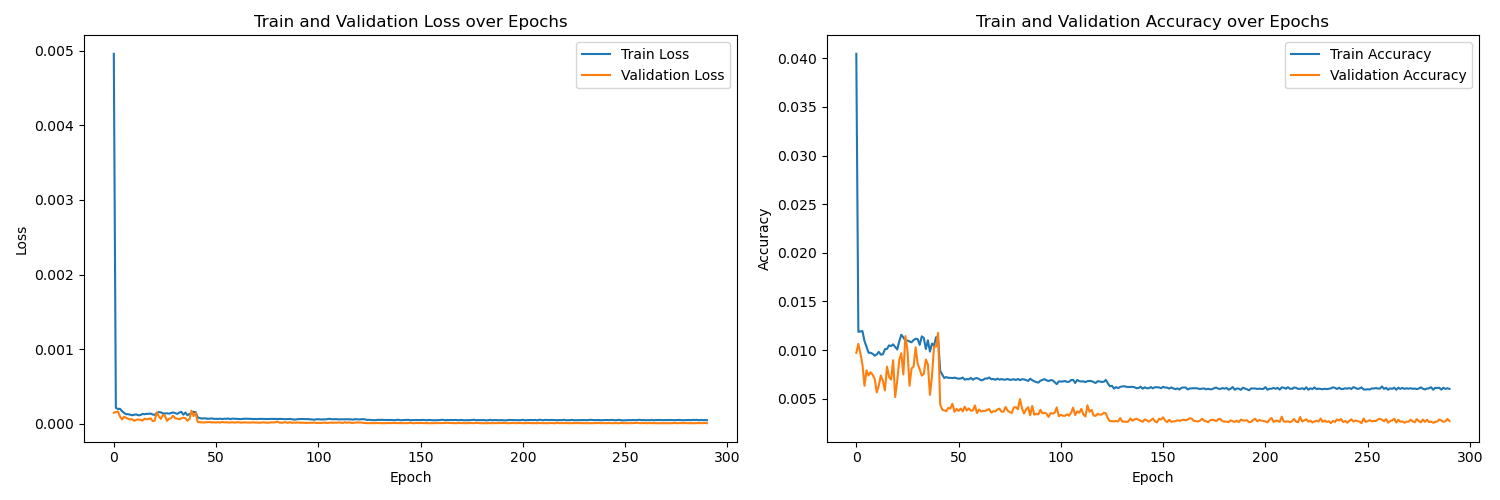 Train and Validation Loss over Epochs
Train Loss
Validation Loss
0.005
0.004
0.003
0.002
0.001
0.000
Loss
0
50
100
150
200
250
300
Epoch
Train and Validation Accuracy over Epochs
Train Accuracy
Validation Accuracy
0.040
0.035
0.030
0.025
0.020
0.015
0.010
0.005
Accuracy
0
50
100
150
200
250
300
Epoch